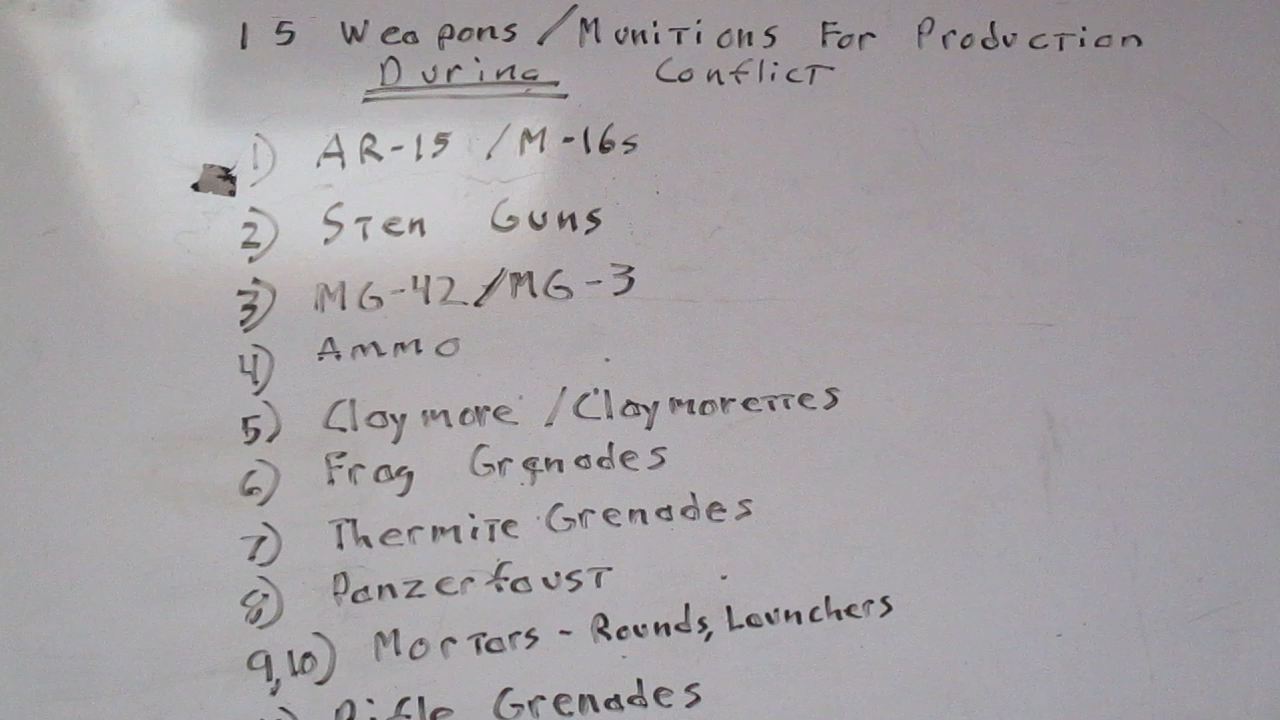 15 Weapons/Munitions For Production
During Conflict
1) AR-15 /M-16s
2) Sten Guns
3) MG-42/MG-3
4) Ammo
5) Claymore /Claymorettes
6) Frag Grenades
7) Thermite Grenades
8) Panzerfaust
9,10) Mortars - Rounds, Launchers
Rifle Grenades